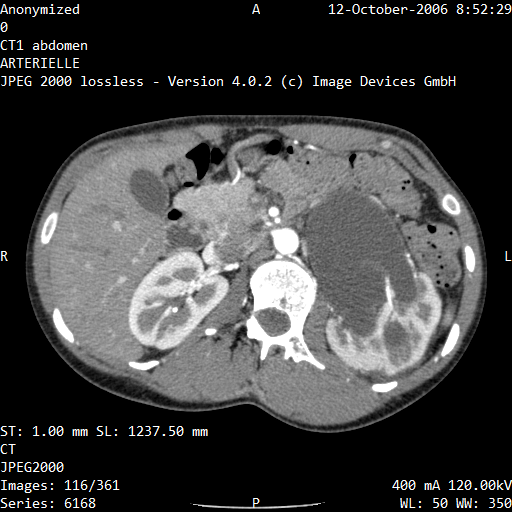 Anonymized A 12-October-2006 8:52:29
0
CT1 abdomen
ARTERIELLE
JPEG 2000 lossless - Version 4.0.2 (c) Image Devices GmbH
R L
ST: 1.00 mm SL: 1237.50 mm
CT
JPEG2000
Images: 116/361 400 mA 120.00kV
Series: 6168 P WL: 50 WW: 350